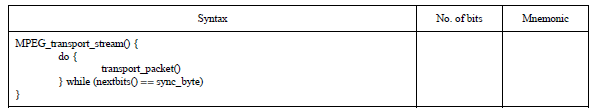 Syntax No. of bits Mnemonic
MPEG_transport_stream() {
do {
transport_packet()
} while (nextbits() == sync_byte)
}